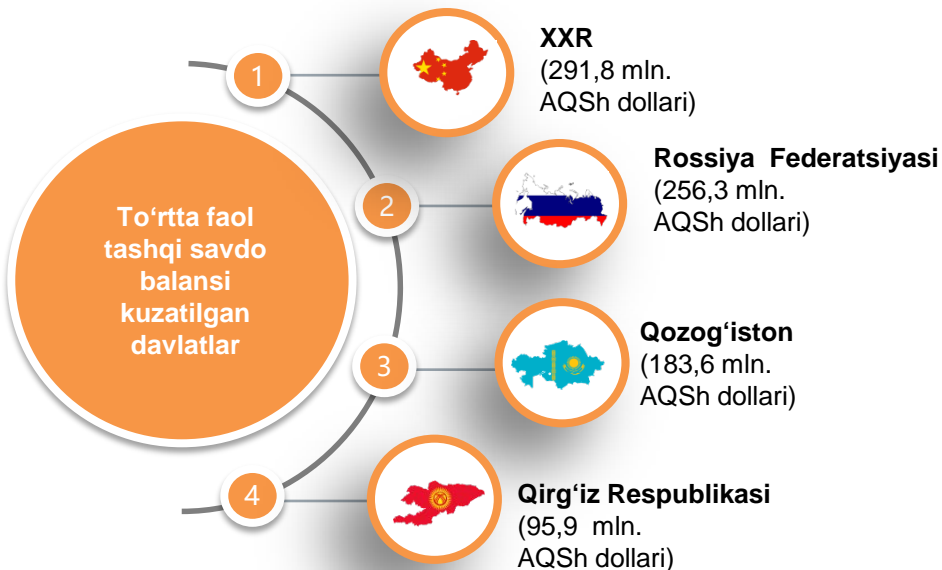 To‘rtta faol
tashqi savdo
balansi
kuzatilgan
davlatlar
1
XXR
(291,8 mln.
AQSh dollari)
2
Rossiya Federatsiyasi
(256,3 mln.
AQSh dollari)
3
Qozog‘iston
(183,6 mln.
AQSh dollari)
4
Qirg‘iz Respublikasi
(95,9 mln.
AQSh dollari)